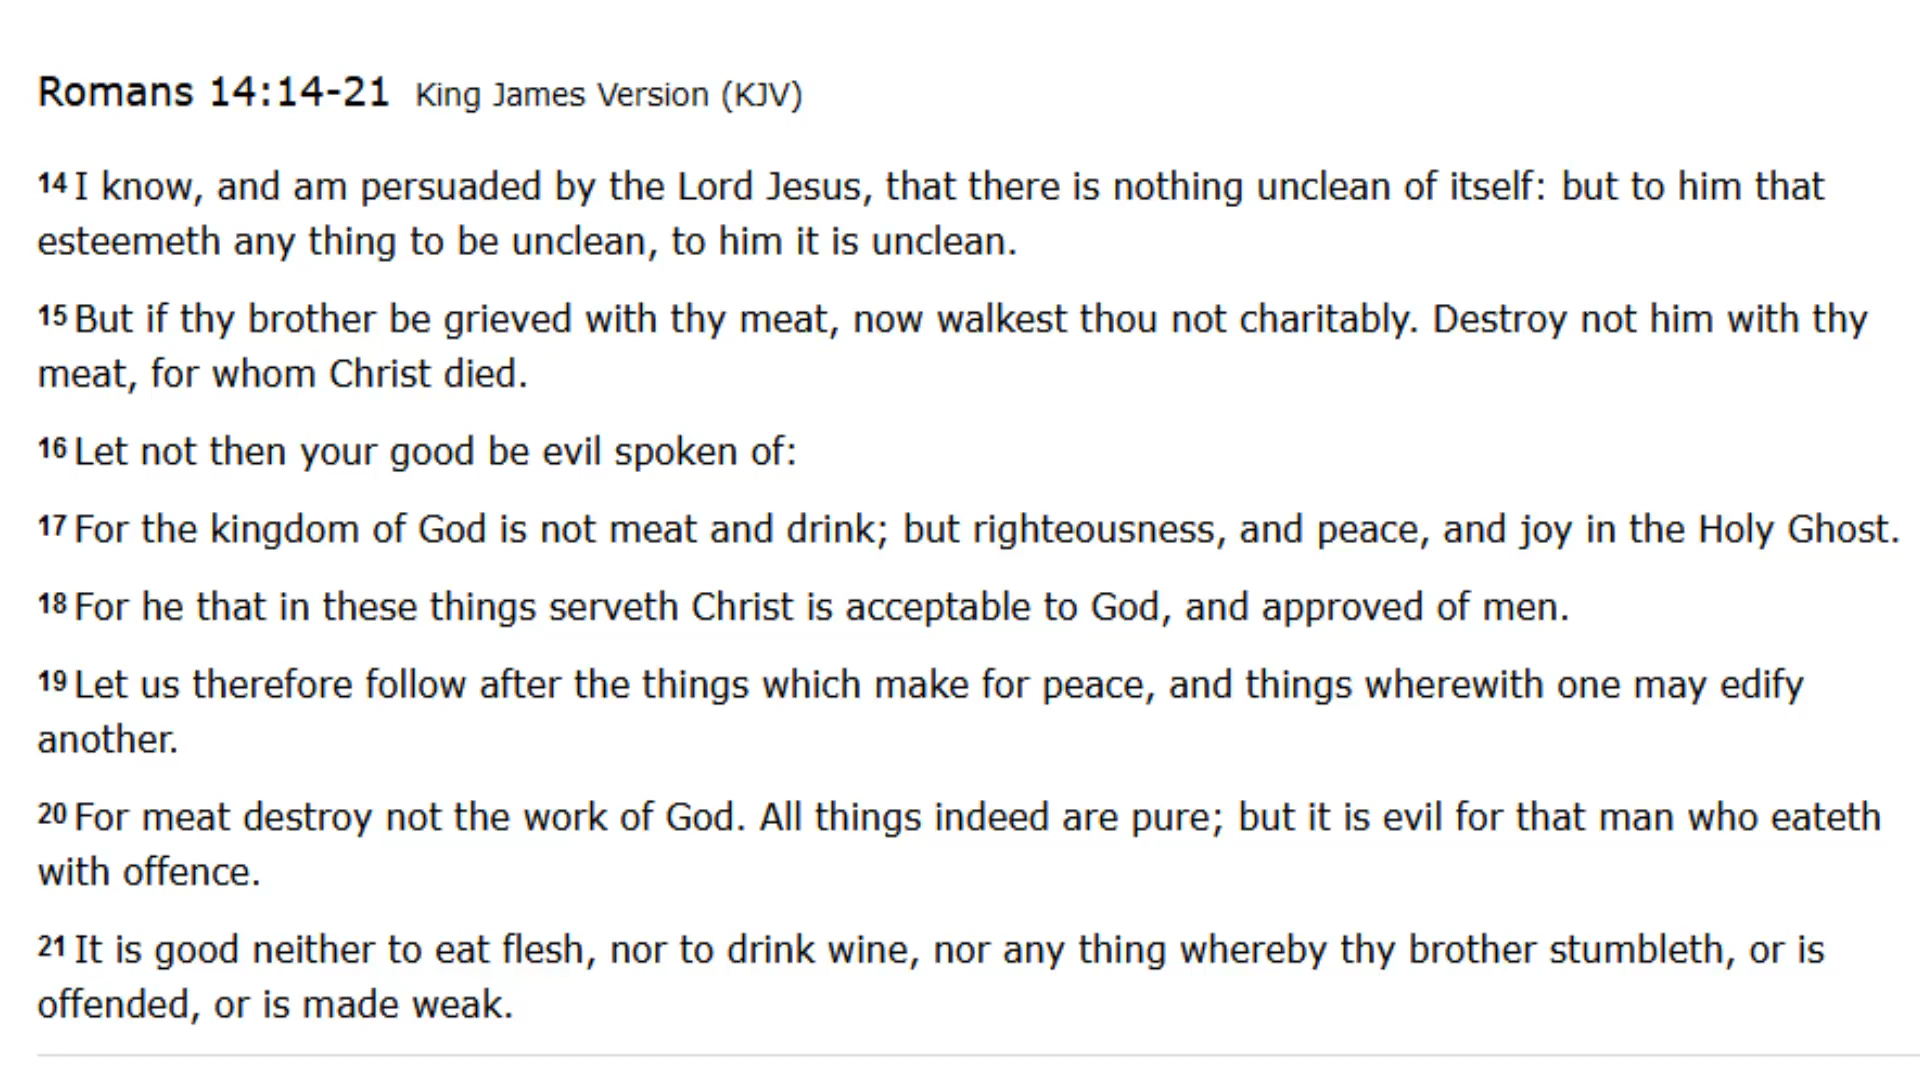 Romans 14:14-21 King James Version (KJV)
14 I know, and am persuaded by the Lord Jesus, that there is nothing unclean of itself: but to him that
esteemeth any thing to be unclean, to him it is unclean.
15 But if thy brother be grieved with thy meat, now walkest thou not charitably. Destroy not him with thy
meat, for whom Christ died.
16 Let not then your good be evil spoken of:
17 For the kingdom of God is not meat and drink; but righteousness, and peace, and joy in the Holy Ghost.
18 For he that in these things serveth Christ is acceptable to God, and approved of men.
19 Let us therefore follow after the things which make for peace, and things wherewith one may edify
another.
20 For meat destroy not the work of God. All things indeed are pure; but it is evil for that man who eateth
with offence.
21 It is good neither to eat flesh, nor to drink wine, nor any thing whereby thy brother stumbleth, or is
offended, or is made weak.